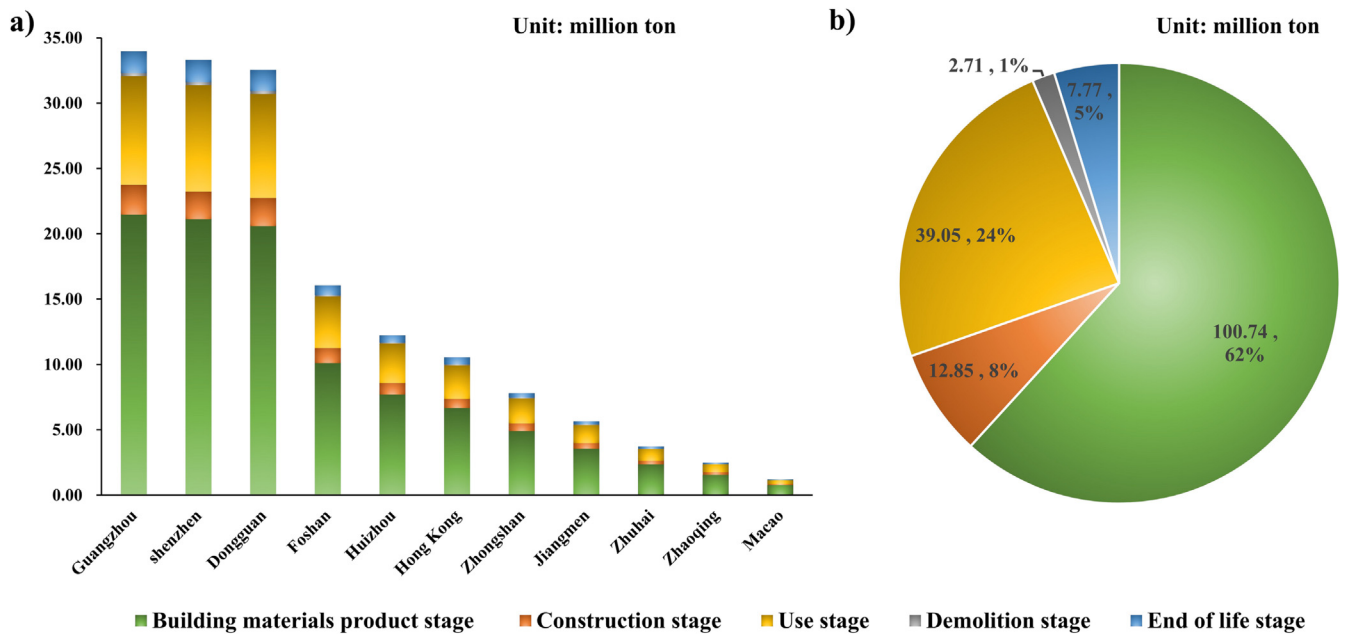 a)
Unit: million ton
35.00
30.00
25.00
20.00
15.00
10.00
5.00
0.00
Guangzhou
shenzhen
Dongguan
Foshan
Huizhou
Hong Kong
Zhongshan
Jiangmen
Zhuhai
Zhaoqing
Macao
b)
Unit: million ton
2.71 , 1%
7.77 ,
5%
39.05 , 24%
12.85 , 8%
100.74 ,
62%
Building materials product stage
Construction stage
Use stage
Demolition stage
End of life stage